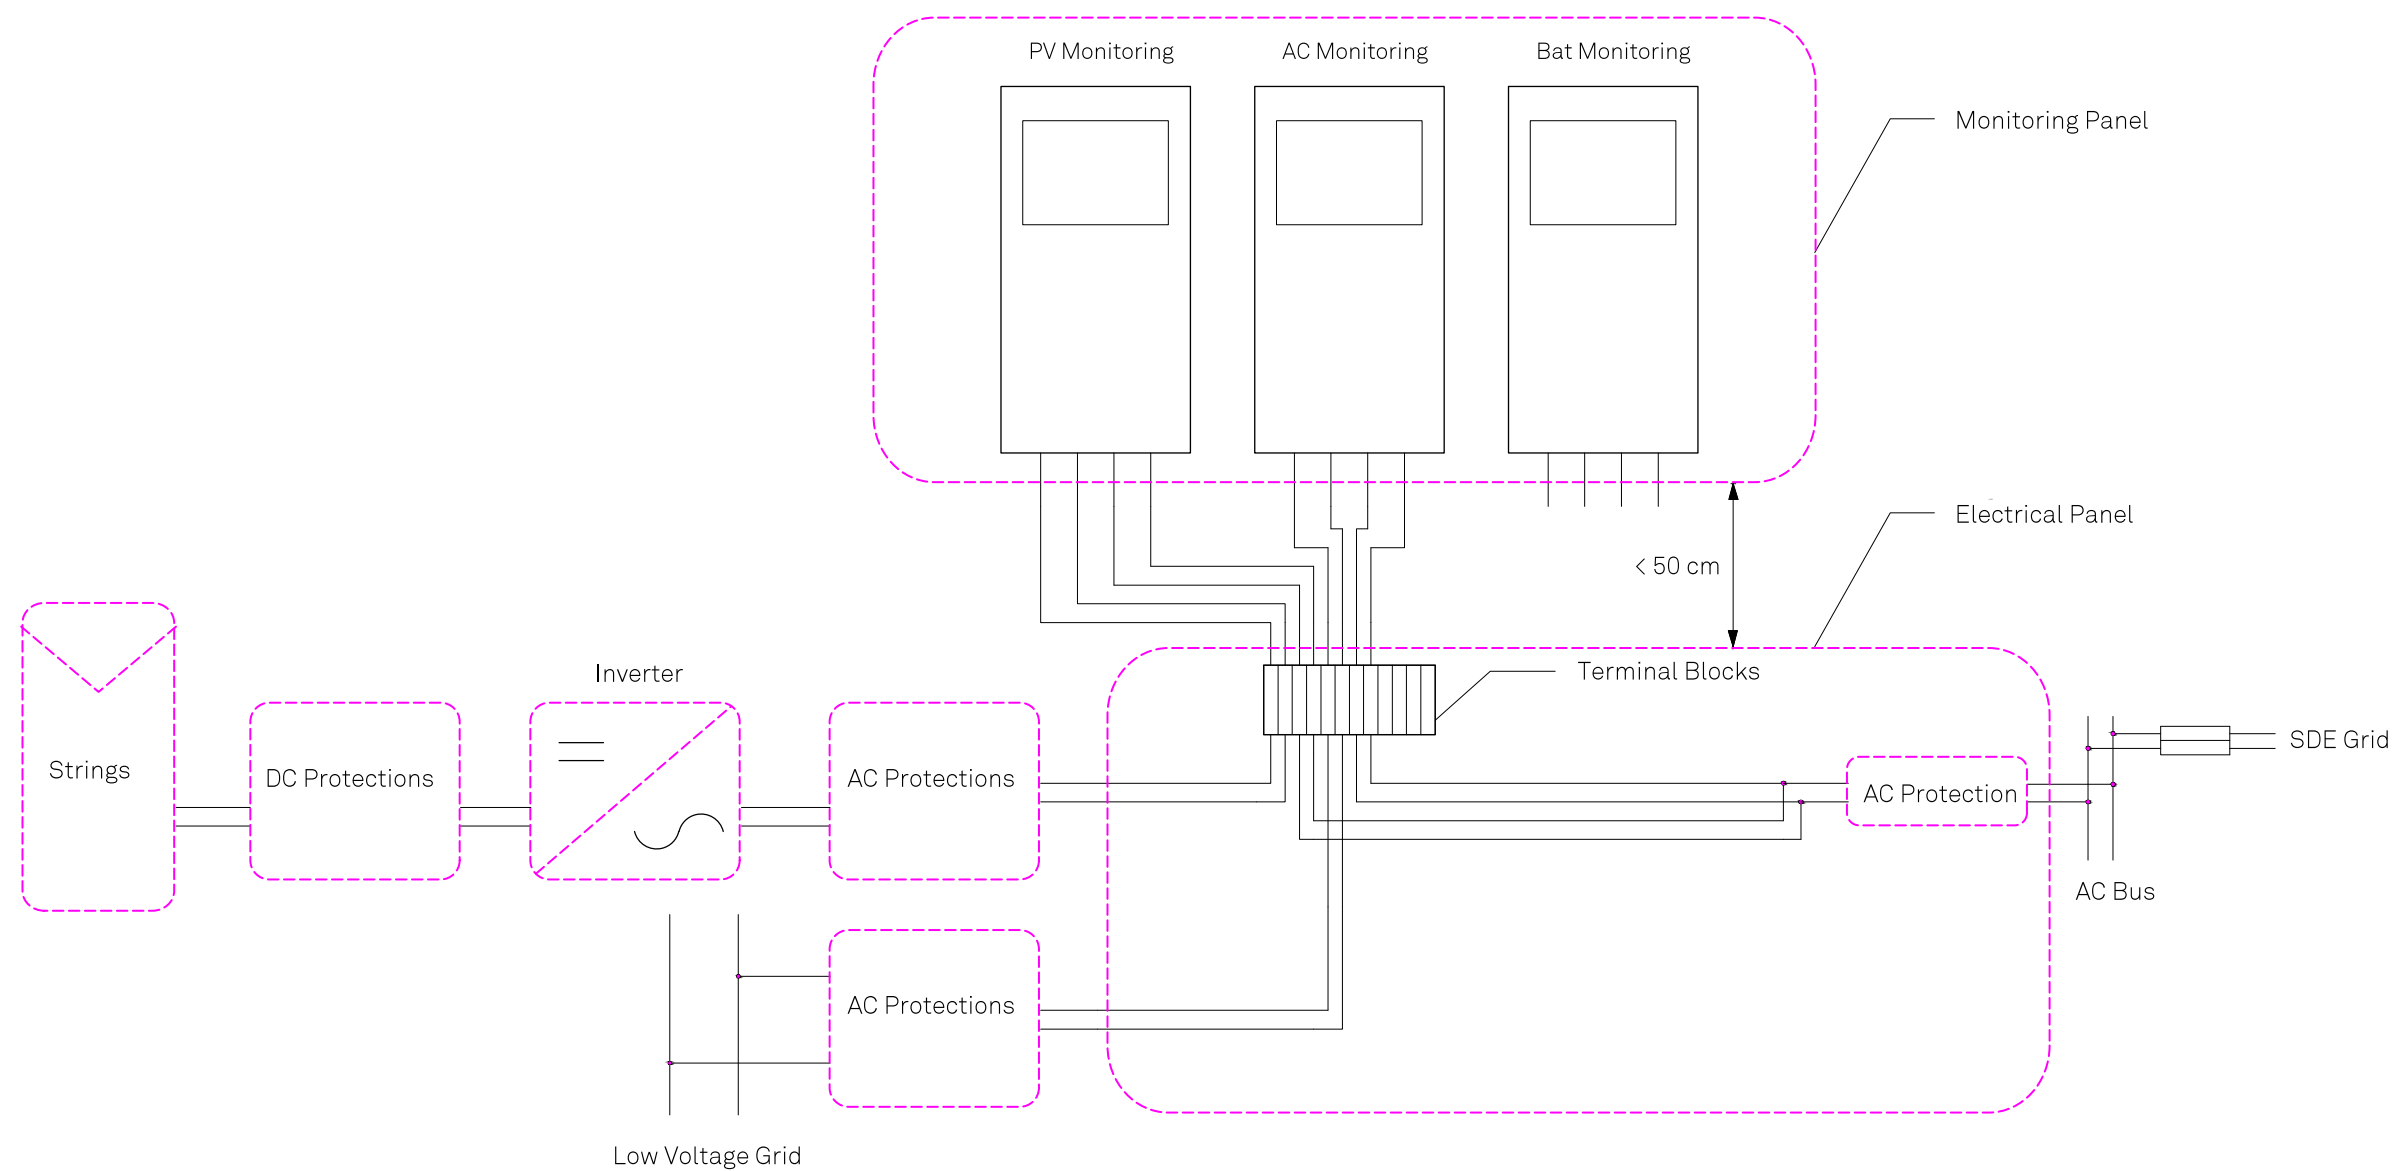 PV Monitoring
AC Monitoring
Bat Monitoring
Monitoring Panel
Electrical Panel
< 50 cm
Inverter
Terminal Blocks
Strings
DC Protections
AC Protections
AC Protection
SDE Grid
AC Bus
AC Protections
Low Voltage Grid